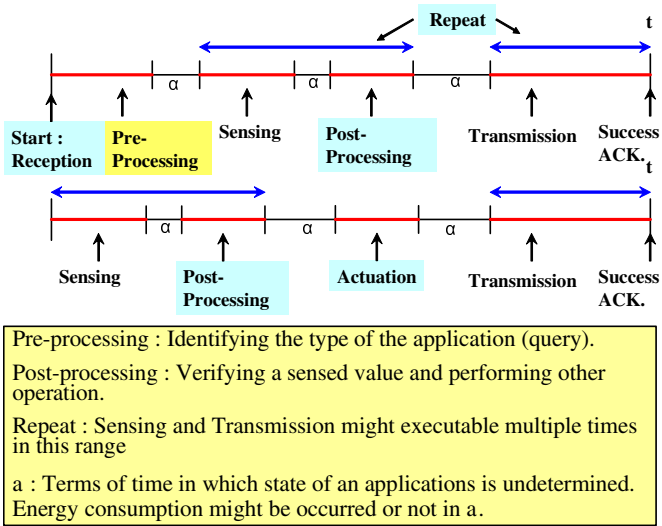 Repeat
t
α
α
α
Start :
Reception
Pre-
Processing
Sensing
Post-
Processing
Transmission
Success
ACK.
t
α
α
α
Sensing
Post-
Processing
Actuation
Transmission
Success
ACK.
Pre-processing : Identifying the type of the application (query).
Post-processing : Verifying a sensed value and performing other
operation.
Repeat : Sensing and Transmission might executable multiple times
in this range
a : Terms of time in which state of an applications is undetermined.
Energy consumption might be occurred or not in a.